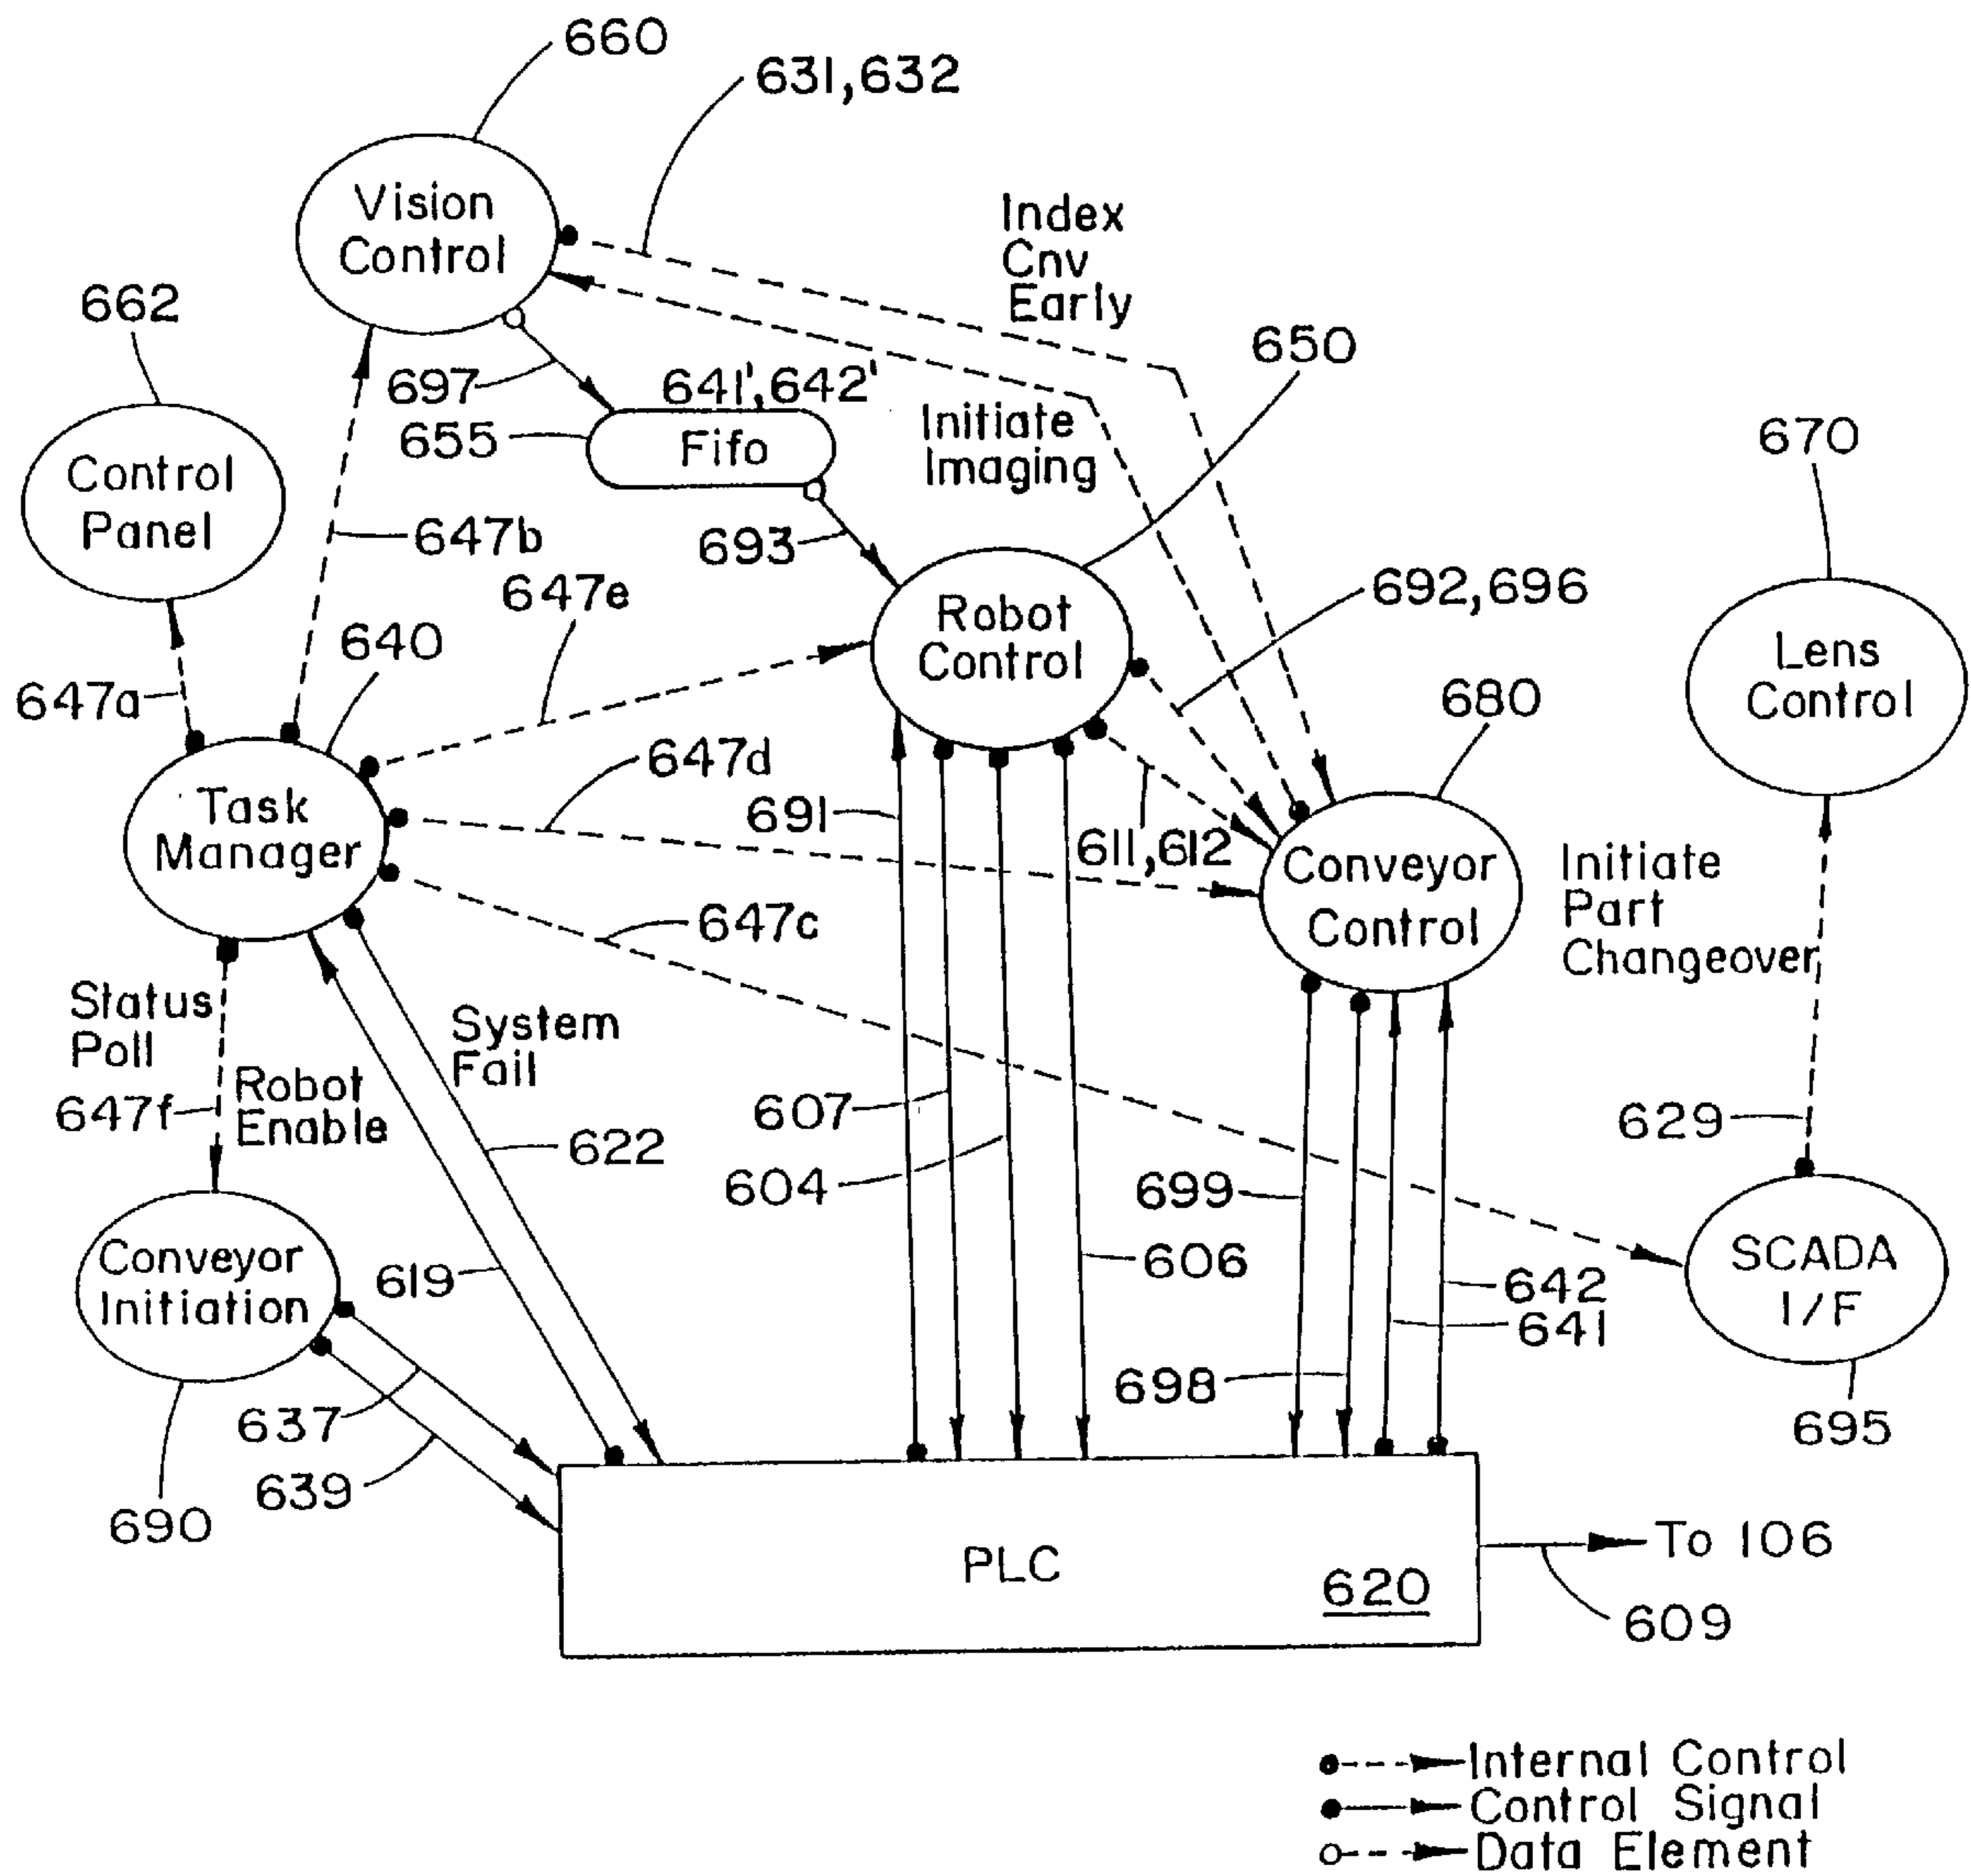 660
631,632
Vision
Control
Index
Cnv
Early
662
650
697
641',642'
655
Fifo
Initiate
Imaging
670
Control
Panel
647b
693
647e
692,696
Robot
Control
Lens
Control
640
647a
680
647d
691
Task
Manager
611,612
Conveyor
Control
Initiate
Part
Changeover
647c
Status
Poll
System
Fail
647f
Robot
Enable
607
629
622
604
699
Conveyor
Initiation
619
606
SCADA
I/F
642
641
698
637
695
639
690
PLC
620
To 106
609
Internal Control
Control Signal
Data Element